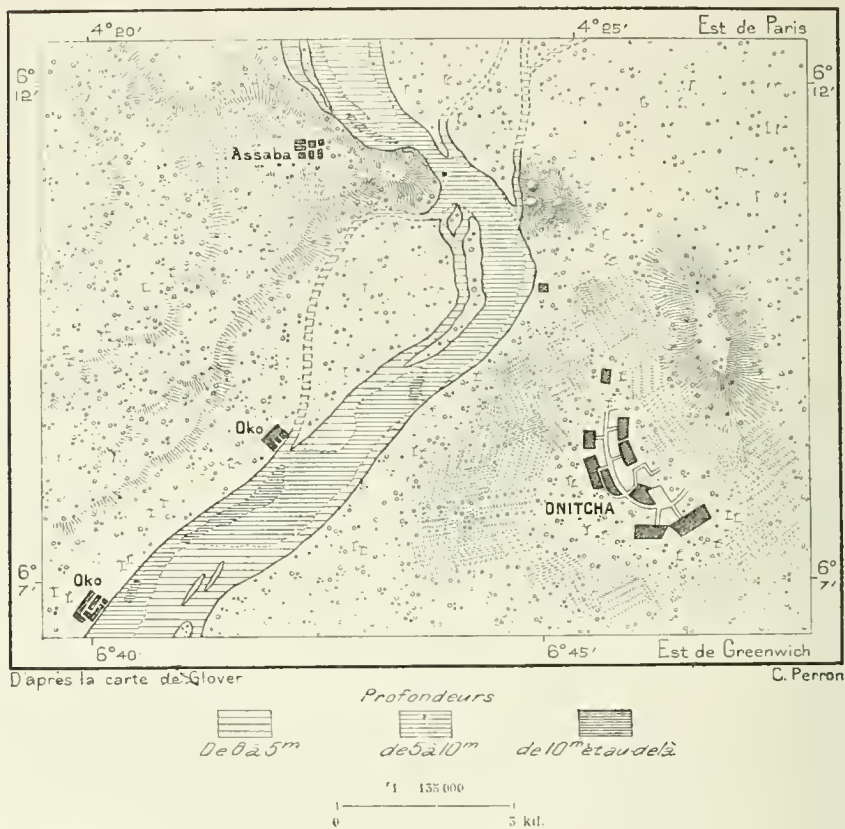 4°20' 4°25' Est de Paris
6°
12'
6°
12'
Assaba
Oko
ONITCHA
6°
7'
Oko
6°
7'
6°40' 6°45' Est de Greenwich
D'après la carte de Glover C. Perron
Profondeurs
De 0 à 5m de 5 à 10m de 10m et au-delà
1 135 000
0 5 kil.